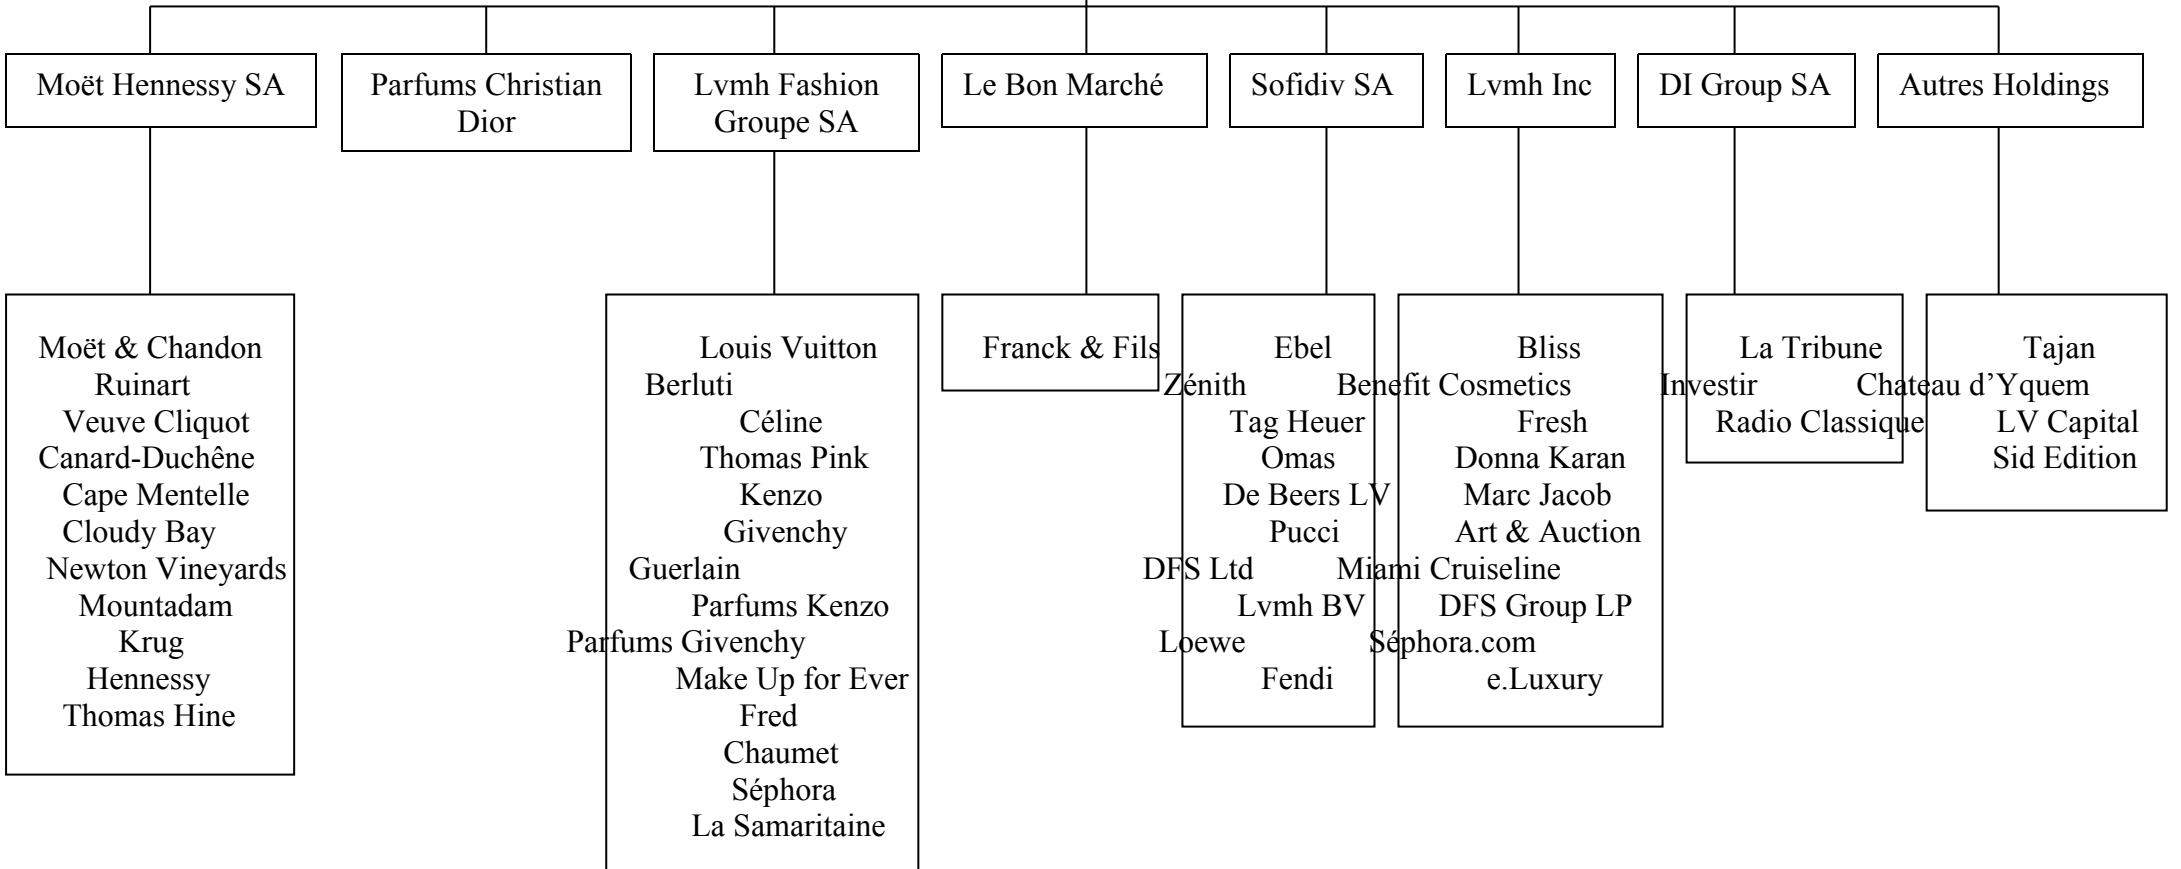 Moët Hennessy SA
Parfums Christian
Dior
Lvmh Fashion
Groupe SA
Le Bon Marché
Sofidiv SA
Lvmh Inc
DI Group SA
Autres Holdings
Moët & Chandon
Ruinart
Veuve Cliquot
Canard-Duchêne
Cape Mentelle
Cloudy Bay
Newton Vineyards
Mountadam
Krug
Hennessy
Thomas Hine
Louis Vuitton
Berluti
Céline
Thomas Pink
Kenzo
Givenchy
Guerlain
Parfums Kenzo
Parfums Givenchy
Make Up for Ever
Fred
Chaumet
Séphora
La Samaritaine
Franck & Fils
Ebel
Zénith
Tag Heuer
Omas
De Beers LV
Pucci
DFS Ltd
Lvmh BV
Loewe
Fendi
Bliss
Benefit Cosmetics
Fresh
Donna Karan
Marc Jacob
Art & Auction
Miami Cruiseline
DFS Group LP
Séphora.com
e.Luxury
La Tribune
Investir
Radio Classique
Tajan
Chateau d’Yquem
LV Capital
Sid Edition